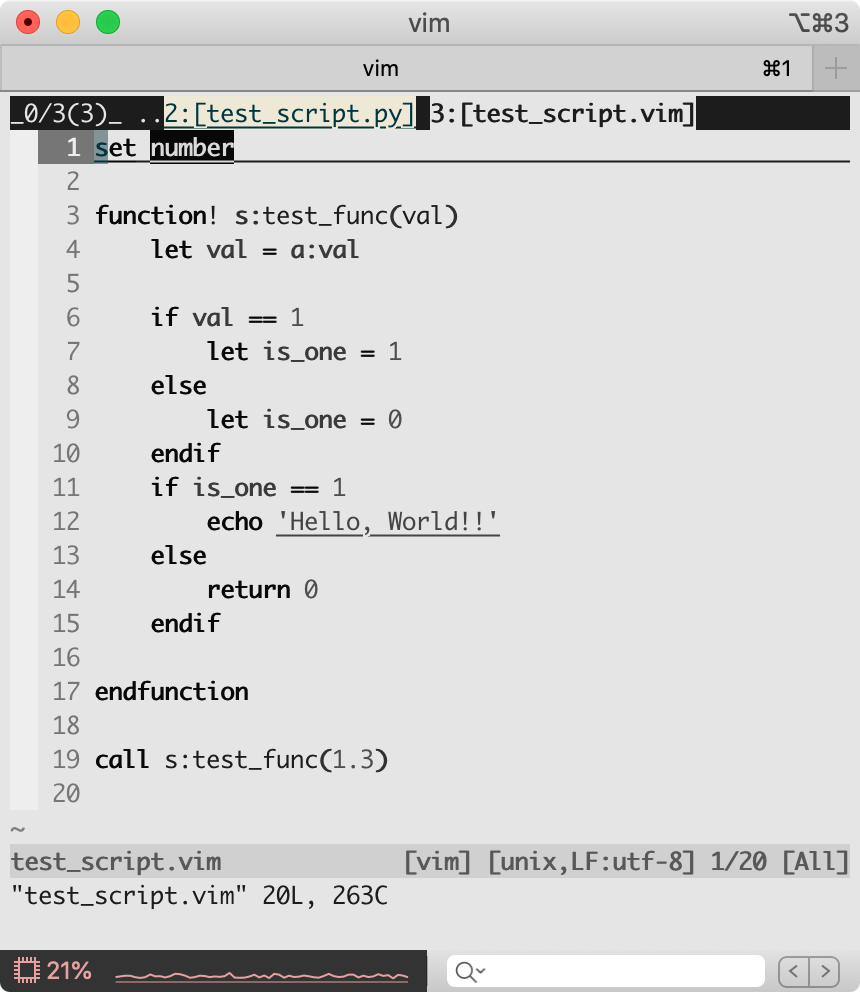 vim ⌥⌘3
vim ⌘1 +
_0/3(3)_ ..2:[test_script.py] 3:[test_script.vim]
1 set number
2
3 function! s:test_func(val)
4     let val = a:val
5
6     if val == 1
7         let is_one = 1
8     else
9         let is_one = 0
10     endif
11     if is_one == 1
12         echo 'Hello, World!!'
13     else
14         return 0
15     endif
16
17 endfunction
18
19 call s:test_func(1.3)
20
~
test_script.vim [vim] [unix,LF:utf-8] 1/20 [All]
"test_script.vim" 20L, 263C
21%